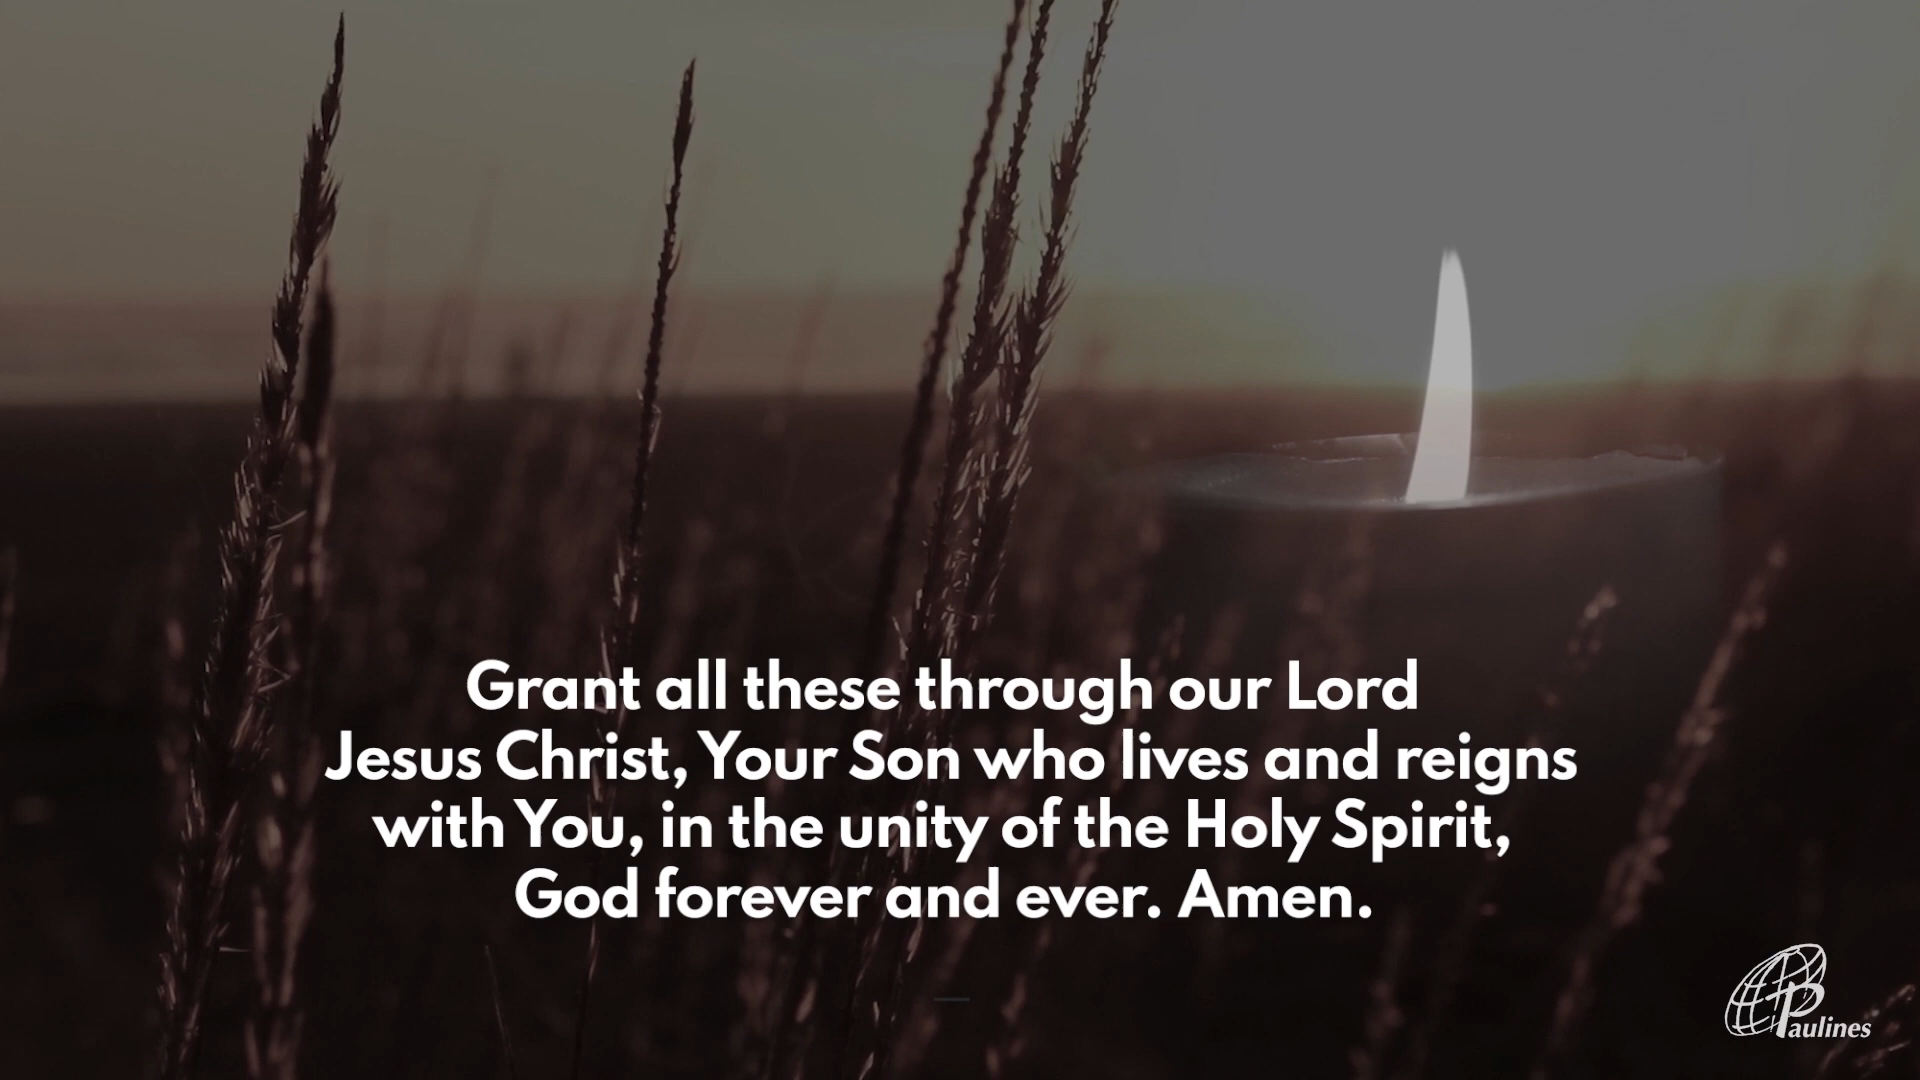 Grant all these through our Lord
Jesus Christ, Your Son who lives and reigns
with You, in the unity of the Holy Spirit,
God forever and ever. Amen.
Paulines